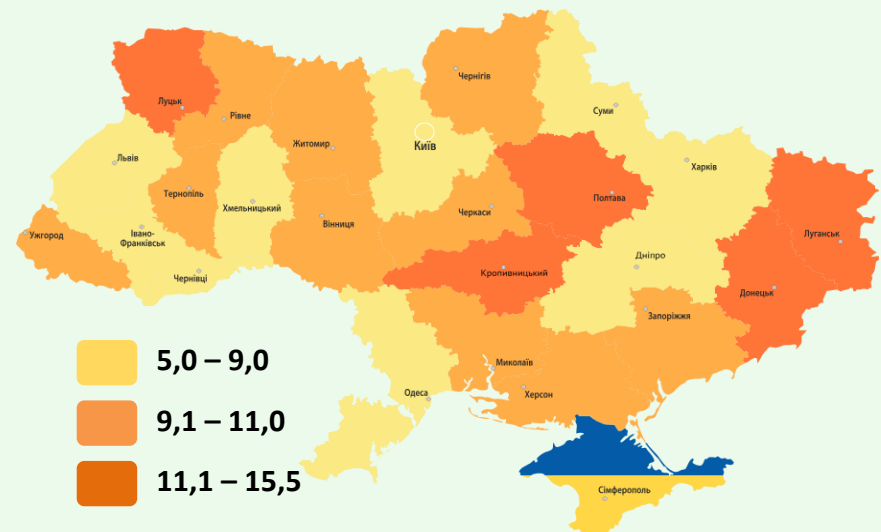 Чернігів
Луцьк
Рівне
Суми
Житомир
Київ
Львів
Харків
Тернопіль
Хмельницький
Полтава
Черкаси
Вінниця
Івано-
Франківськ
Ужгород
Луганськ
Дніпро
Чернівці
Кропивницький
Донецьк
Запоріжжя
Миколаїв
Одеса
Херсон
Сімферополь
5,0 – 9,0
9,1 – 11,0
11,1 – 15,5